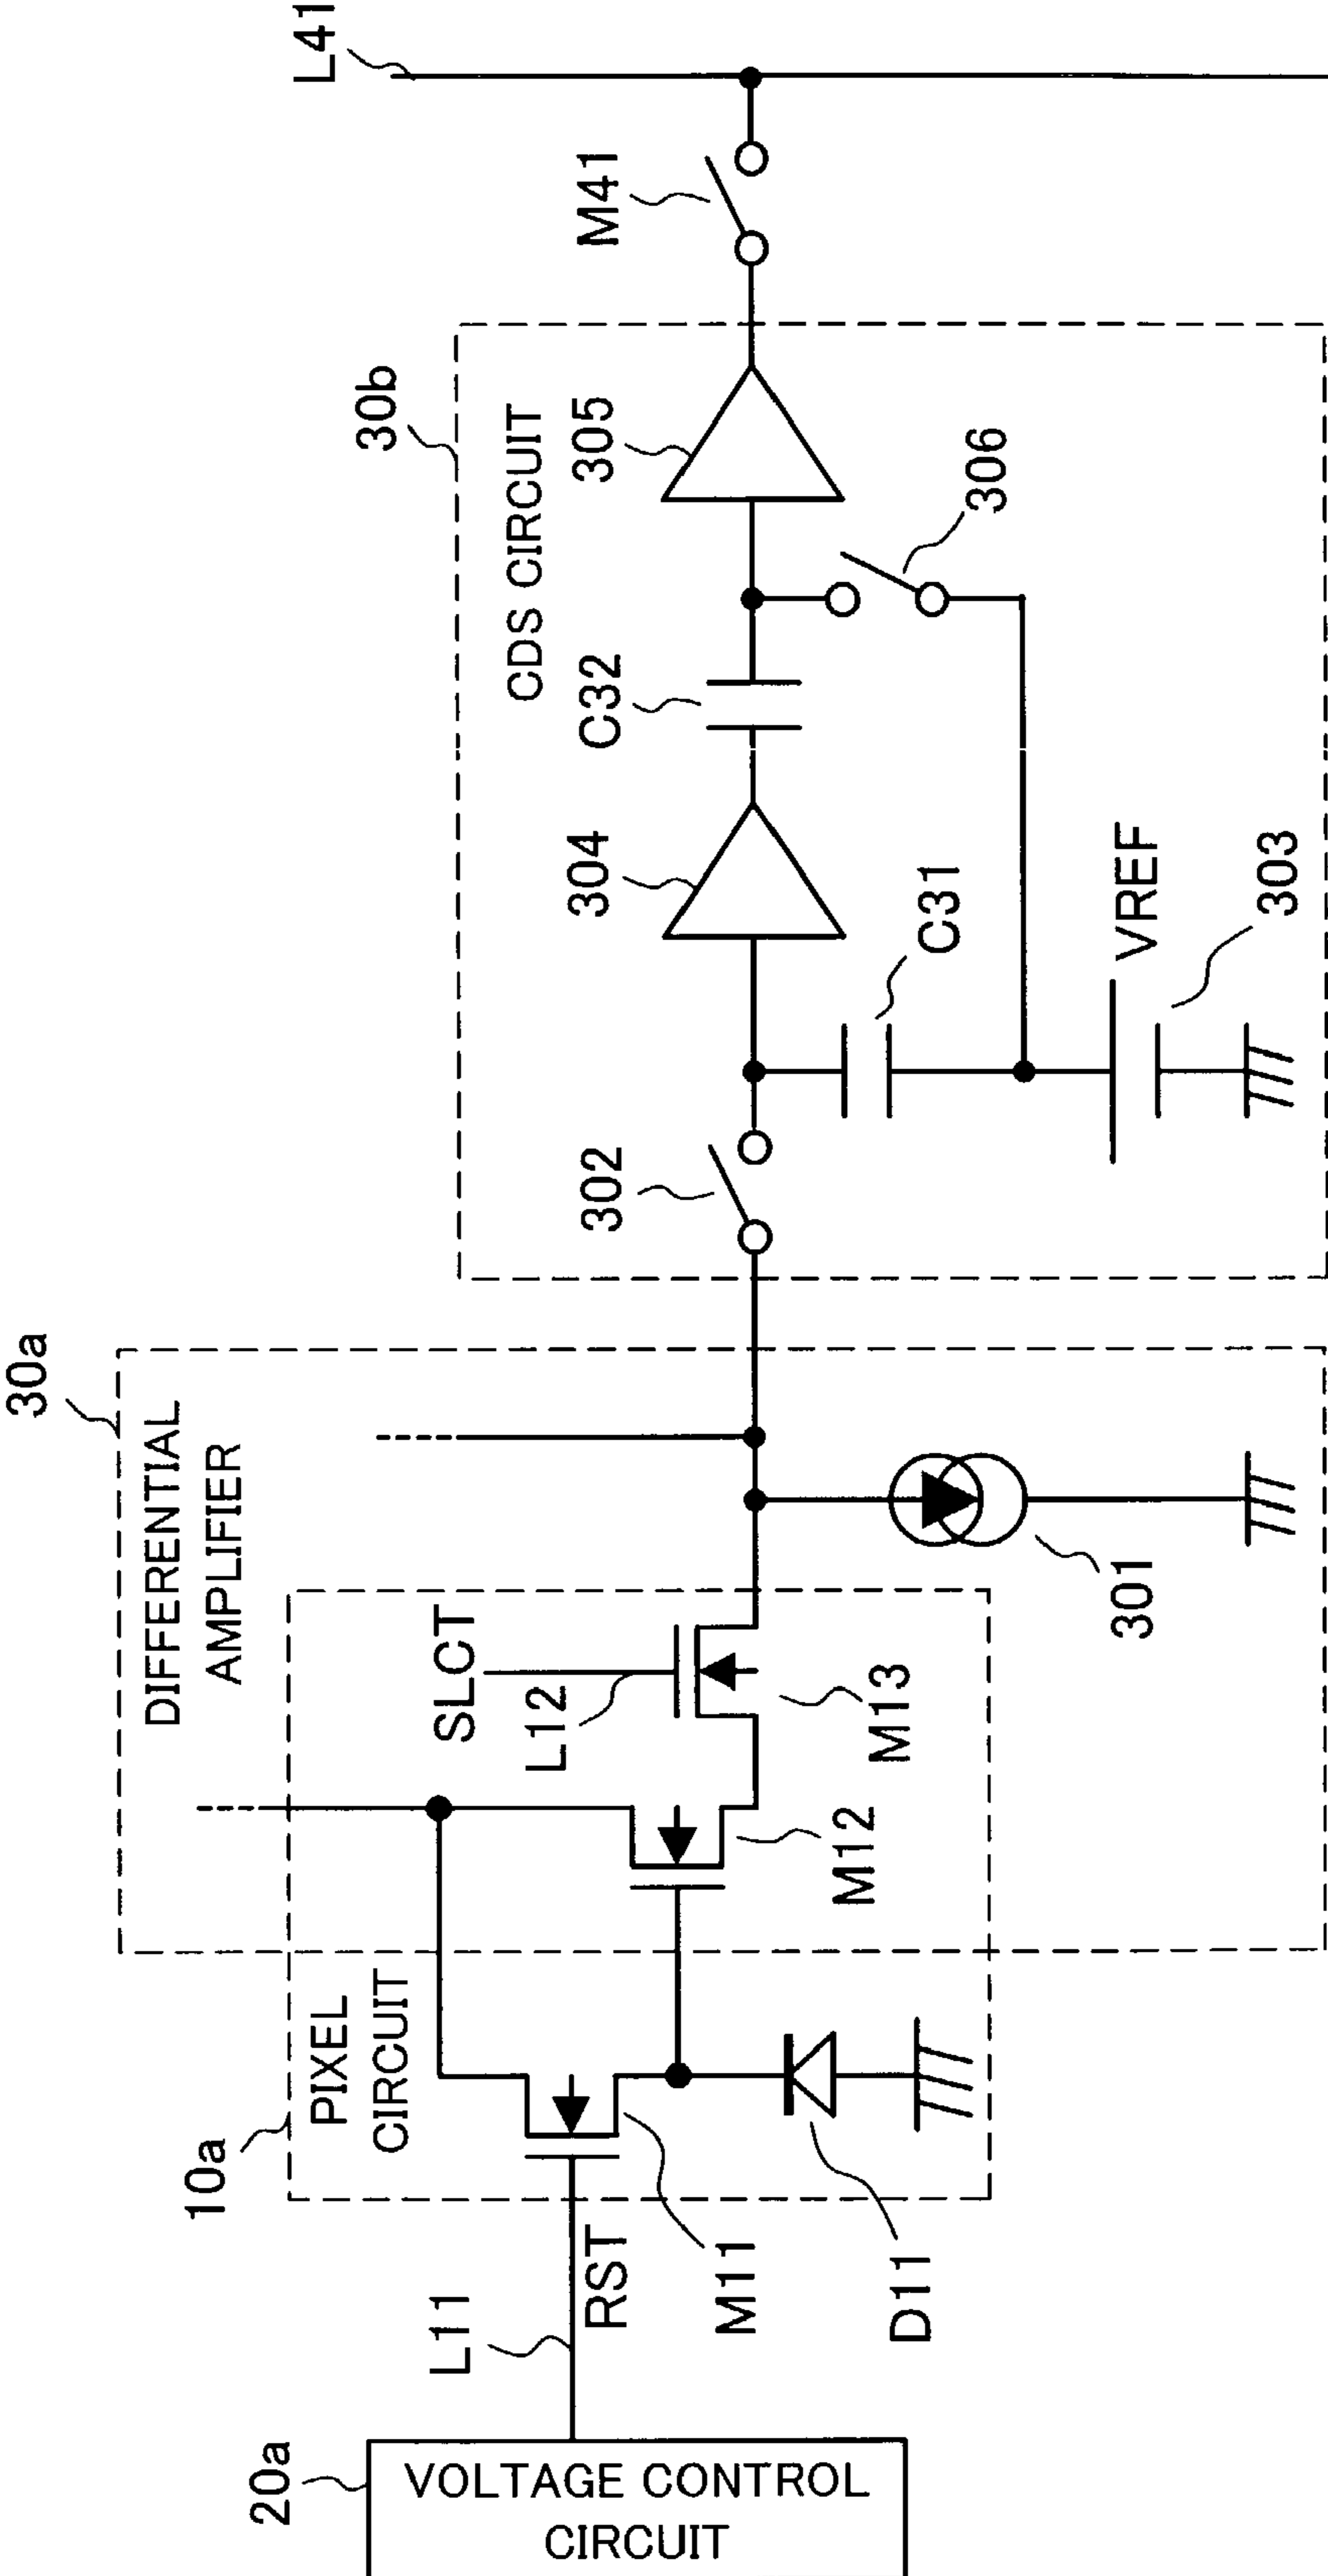 20a
VOLTAGE CONTROL
CIRCUIT
L11
RST
10a
PIXEL
CIRCUIT
M11
D11
30a
DIFFERENTIAL
AMPLIFIER
SLCT
L12
M12
M13
301
30b
CDS CIRCUIT
302
304
C31
VREF
303
C32
305
306
M41
L41